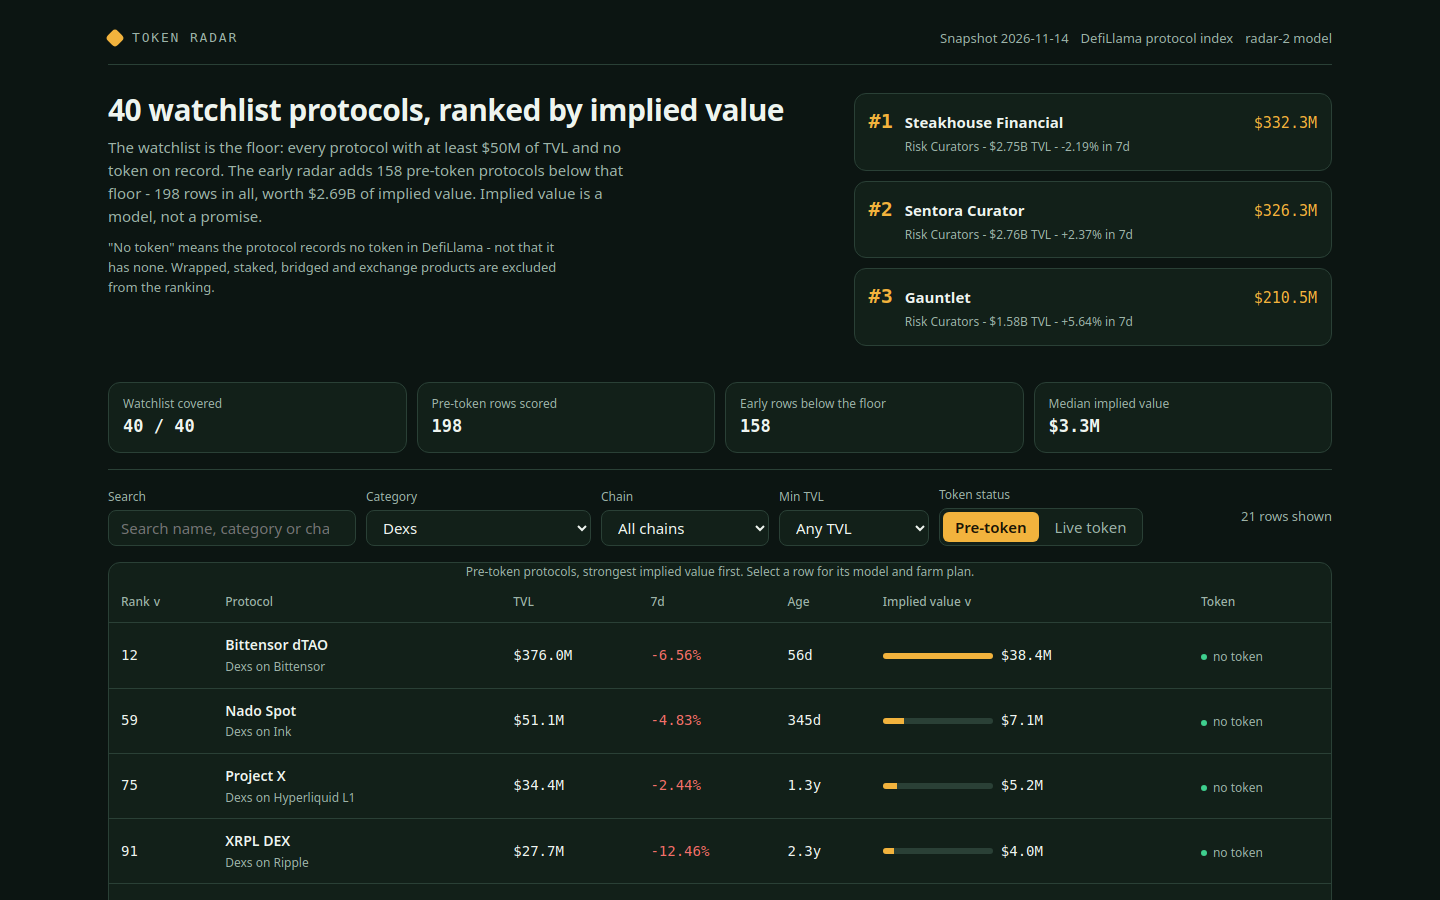 TOKEN RADAR
Snapshot 2026-11-14 DefiLlama protocol index radar-2 model
40 watchlist protocols, ranked by implied value
The watchlist is the floor: every protocol with at least $50M of TVL and no
token on record. The early radar adds 158 pre-token protocols below that
floor - 198 rows in all, worth $2.69B of implied value. Implied value is a
model, not a promise.
"No token" means the protocol records no token in DefiLlama - not that it
has none. Wrapped, staked, bridged and exchange products are excluded
from the ranking.
#1 Steakhouse Financial $332.3M
Risk Curators - $2.75B TVL - -2.19% in 7d
#2 Sentora Curator $326.3M
Risk Curators - $2.76B TVL - +2.37% in 7d
#3 Gauntlet $210.5M
Risk Curators - $1.58B TVL - +5.64% in 7d
Watchlist covered
40 / 40
Pre-token rows scored
198
Early rows below the floor
158
Median implied value
$3.3M
Search
Search name, category or cha
Category
Dexs
Chain
All chains
Min TVL
Any TVL
Token status
Pre-token Live token
21 rows shown
Pre-token protocols, strongest implied value first. Select a row for its model and farm plan.
Rank v Protocol TVL 7d Age Implied value v Token
12 Bittensor dTAO $376.0M -6.56% 56d $38.4M no token
Dexs on Bittensor
59 Nado Spot $51.1M -4.83% 345d $7.1M no token
Dexs on Ink
75 Project X $34.4M -2.44% 1.3y $5.2M no token
Dexs on Hyperliquid L1
91 XRPL DEX $27.7M -12.46% 2.3y $4.0M no token
Dexs on Ripple